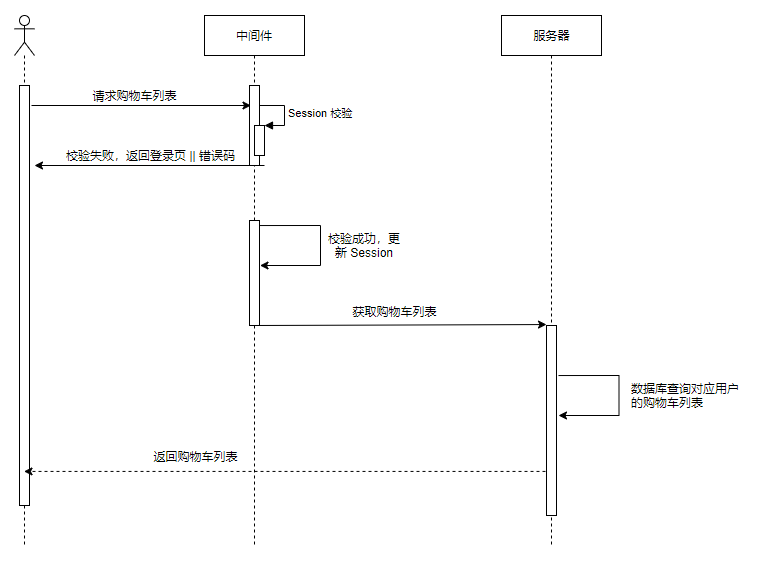 中间件
服务器
请求购物车列表
Session 校验
校验失败，返回登录页 || 错误码
校验成功，更
新 Session
获取购物车列表
数据库查询对应用户
的购物车列表
返回购物车列表